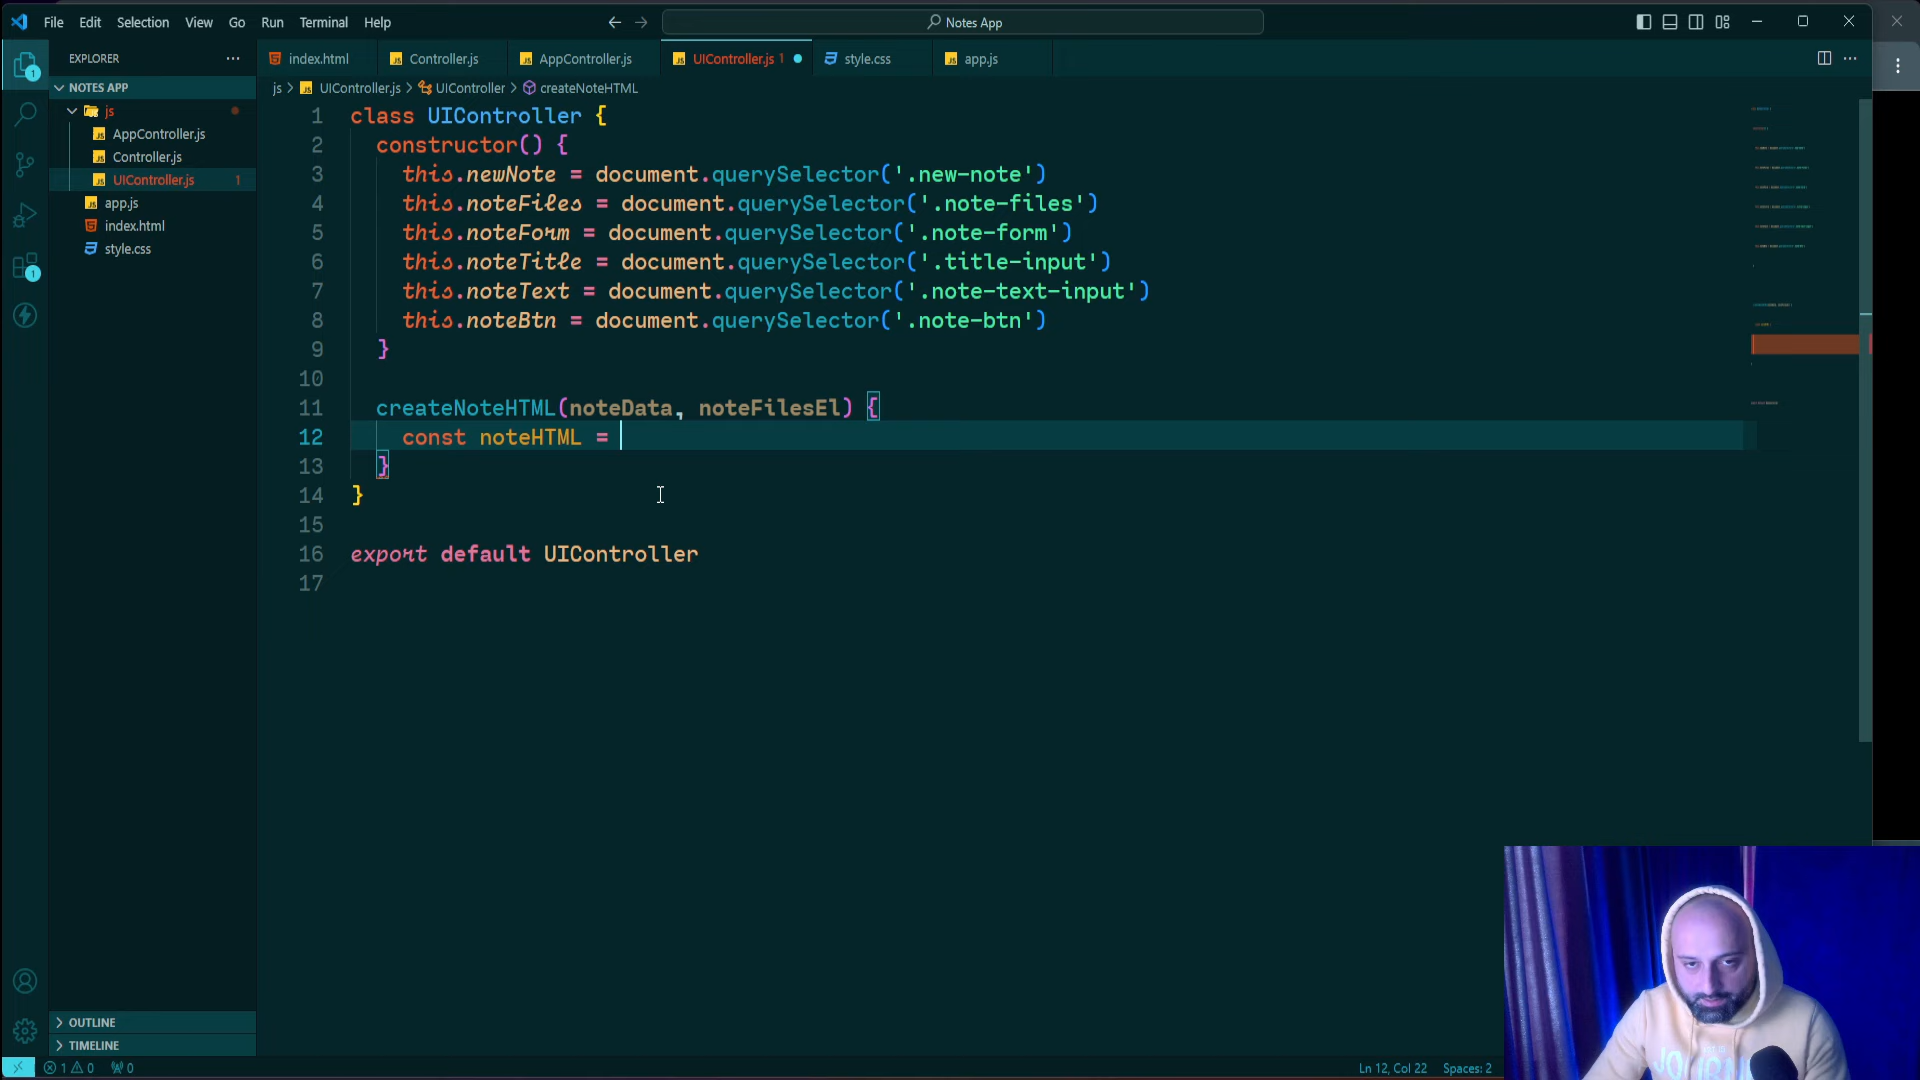 File Edit Selection View Go Run Terminal Help
Notes App
EXPLORER
NOTES APP
js
AppController.js
Controller.js
UIController.js 1
app.js
index.html
style.css
OUTLINE
TIMELINE
index.html Controller.js AppController.js UIController.js 1 style.css app.js
js > UIController.js > UIController > createNoteHTML
1 class UIController {
2 constructor() {
3 this.newNote = document.querySelector('.new-note')
4 this.noteFiles = document.querySelector('.note-files')
5 this.noteForm = document.querySelector('.note-form')
6 this.noteTitle = document.querySelector('.title-input')
7 this.noteText = document.querySelector('.note-text-input')
8 this.noteBtn = document.querySelector('.note-btn')
9 }
10
11 createNoteHTML(noteData, noteFilesEl) {
12 const noteHTML =
13 }
14 }
15
16 export default UIController
17
1 0 0
Ln 12, Col 22 Spaces: 2
1
1